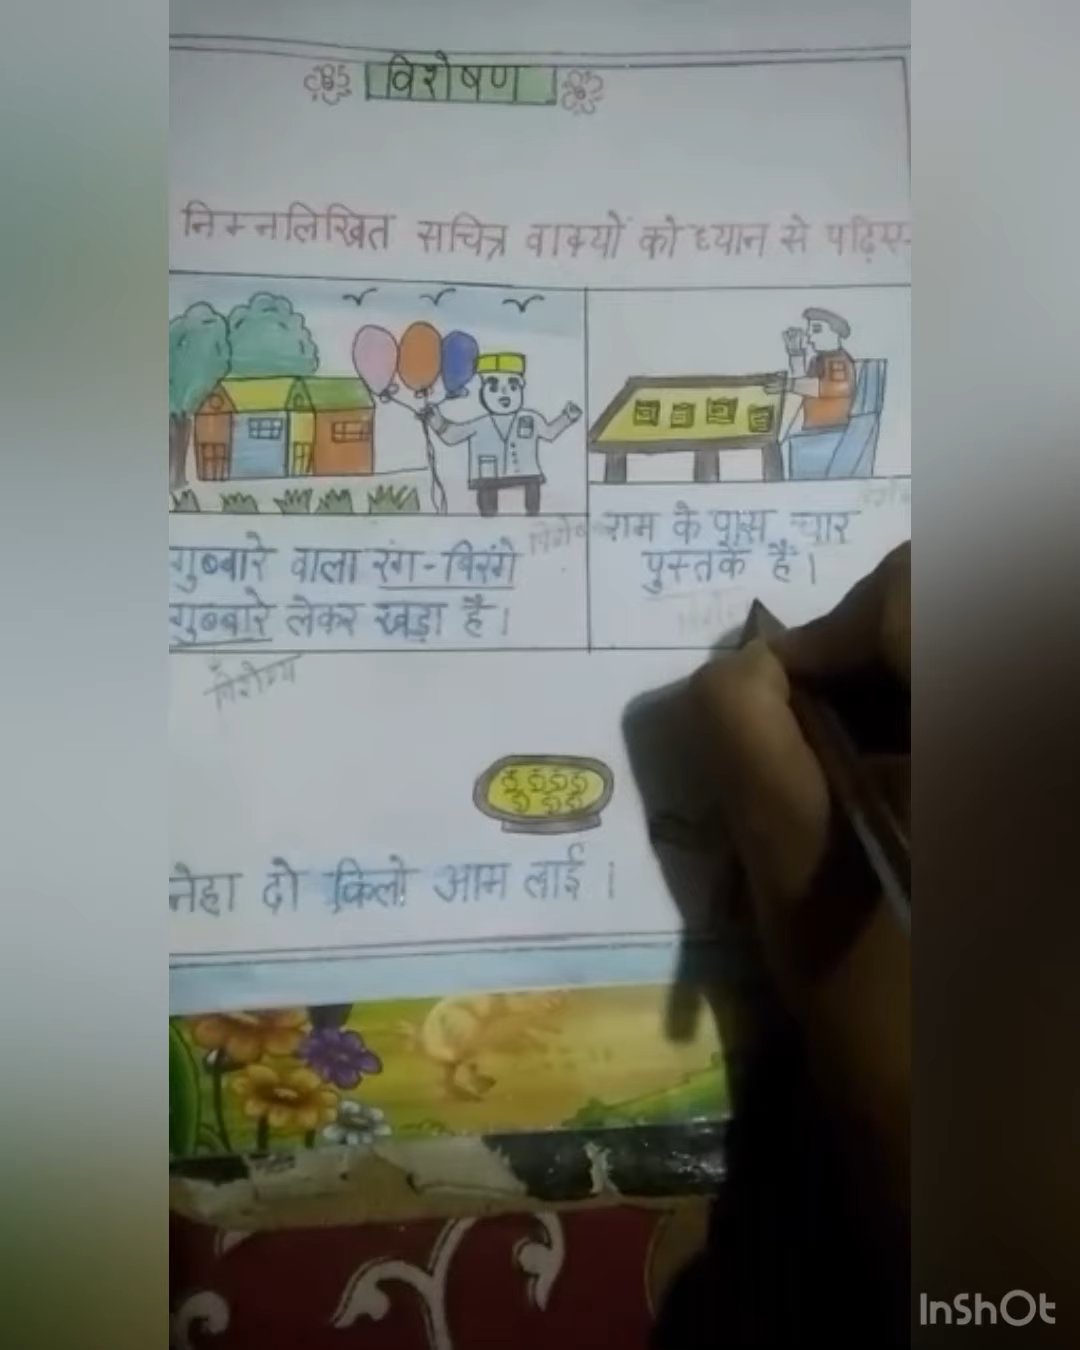 विशेषण
निम्नलिखित सचित्र वाक्यों को ध्यान से पढ़िए-
गुब्बारे वाला रंग-बिरंगे
गुब्बारे लेकर खड़ा है।
विशेष्य
राम के पास चार
पुस्तकें हैं।
नेहा दो किलो आम लाई ।
InShOt